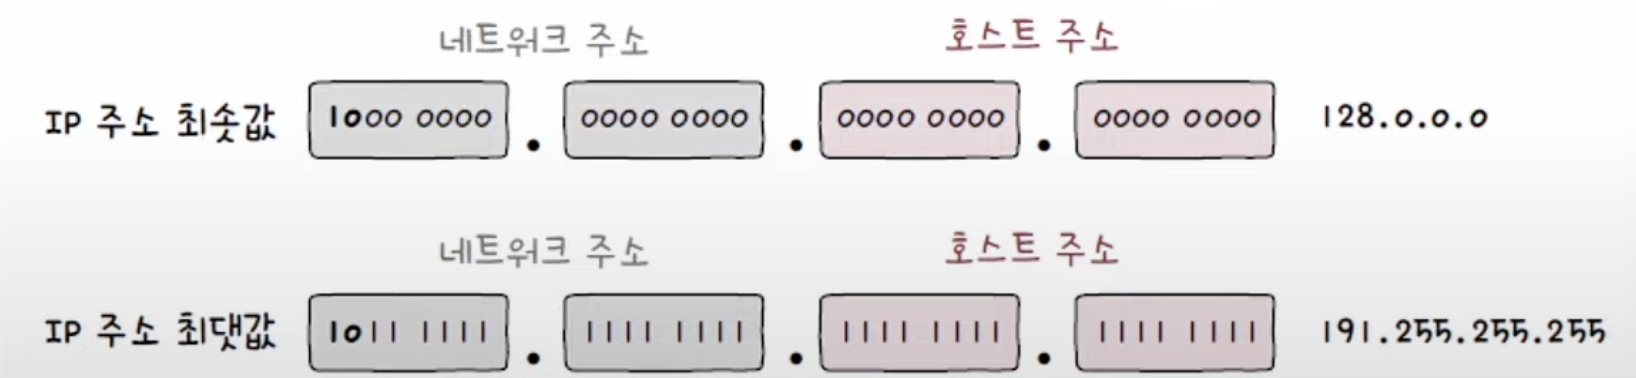 네트워크 주소 호스트 주소
IP 주소 최솟값 1000 0000 . 0000 0000 . 0000 0000 . 0000 0000 128.0.0.0
네트워크 주소 호스트 주소
IP 주소 최댓값 1011 1111 . 1111 1111 . 1111 1111 . 1111 1111 191.255.255.255